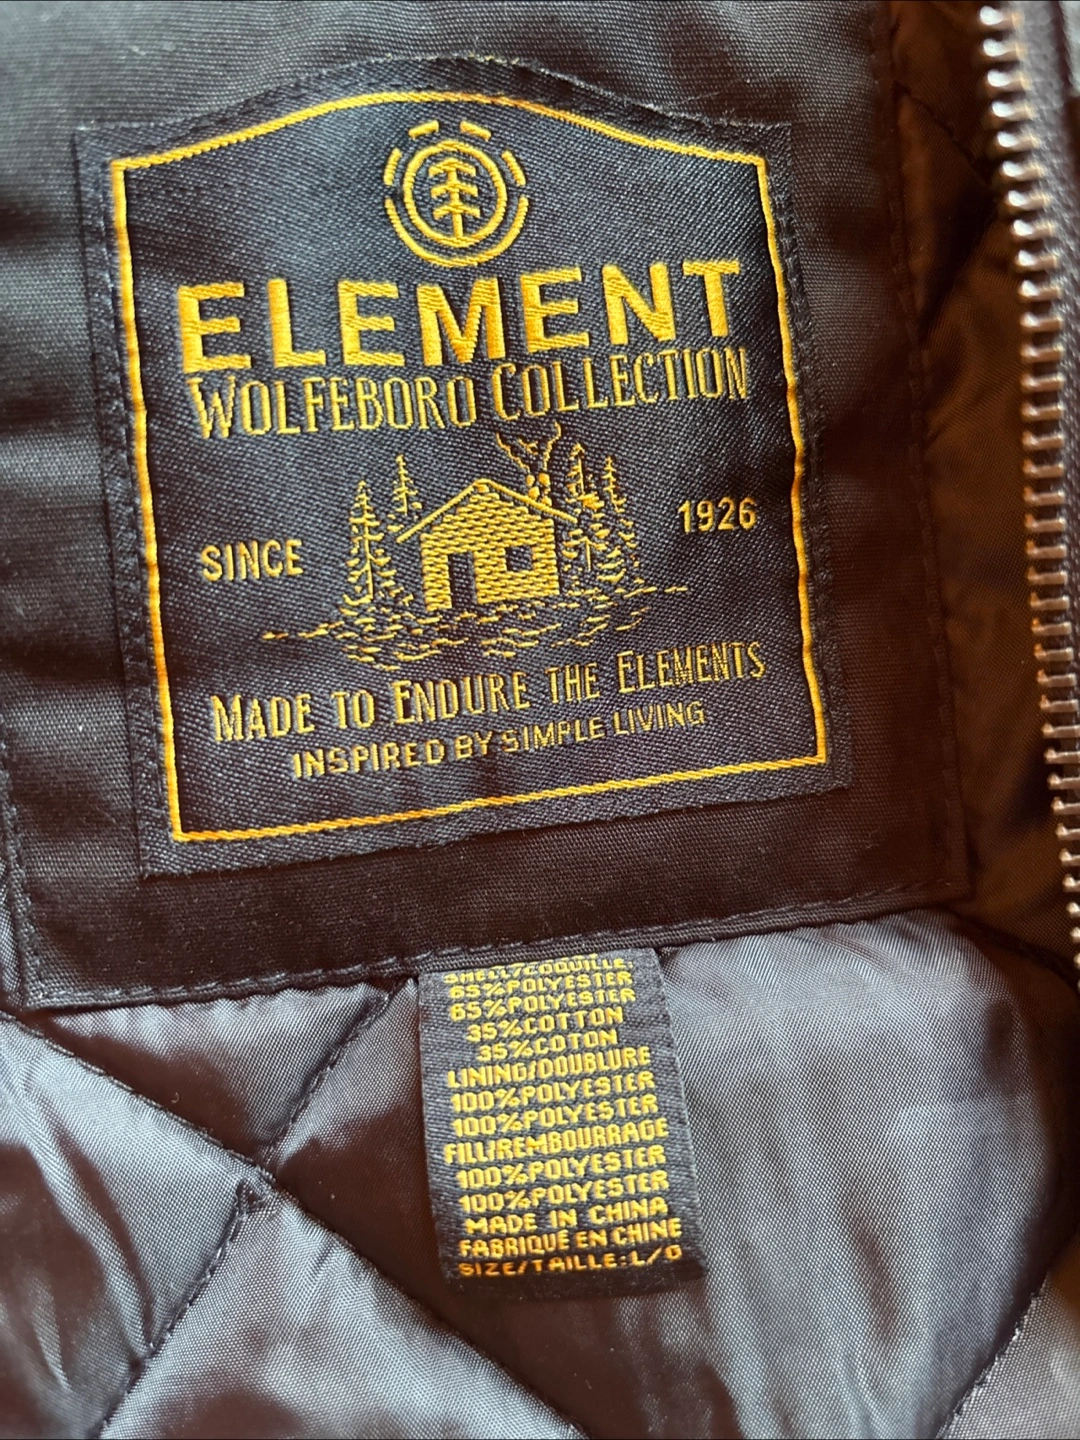 ELEMENT
WOLFEBORO COLLECTION
SINCE 1926
MADE TO ENDURE THE ELEMENTS
INSPIRED BY SIMPLE LIVING
SHELL/COQUILLE
65%POLYESTER
65%POLYESTER
35%COTTON
35%COTON
LINING/DOUBLURE
100%POLYESTER
100%POLYESTER
FILL/REMBOURRAGE
100%POLYESTER
100%POLYESTER
MADE IN CHINA
FABRIQUÉ EN CHINE
SIZE/TAILLE:L/G